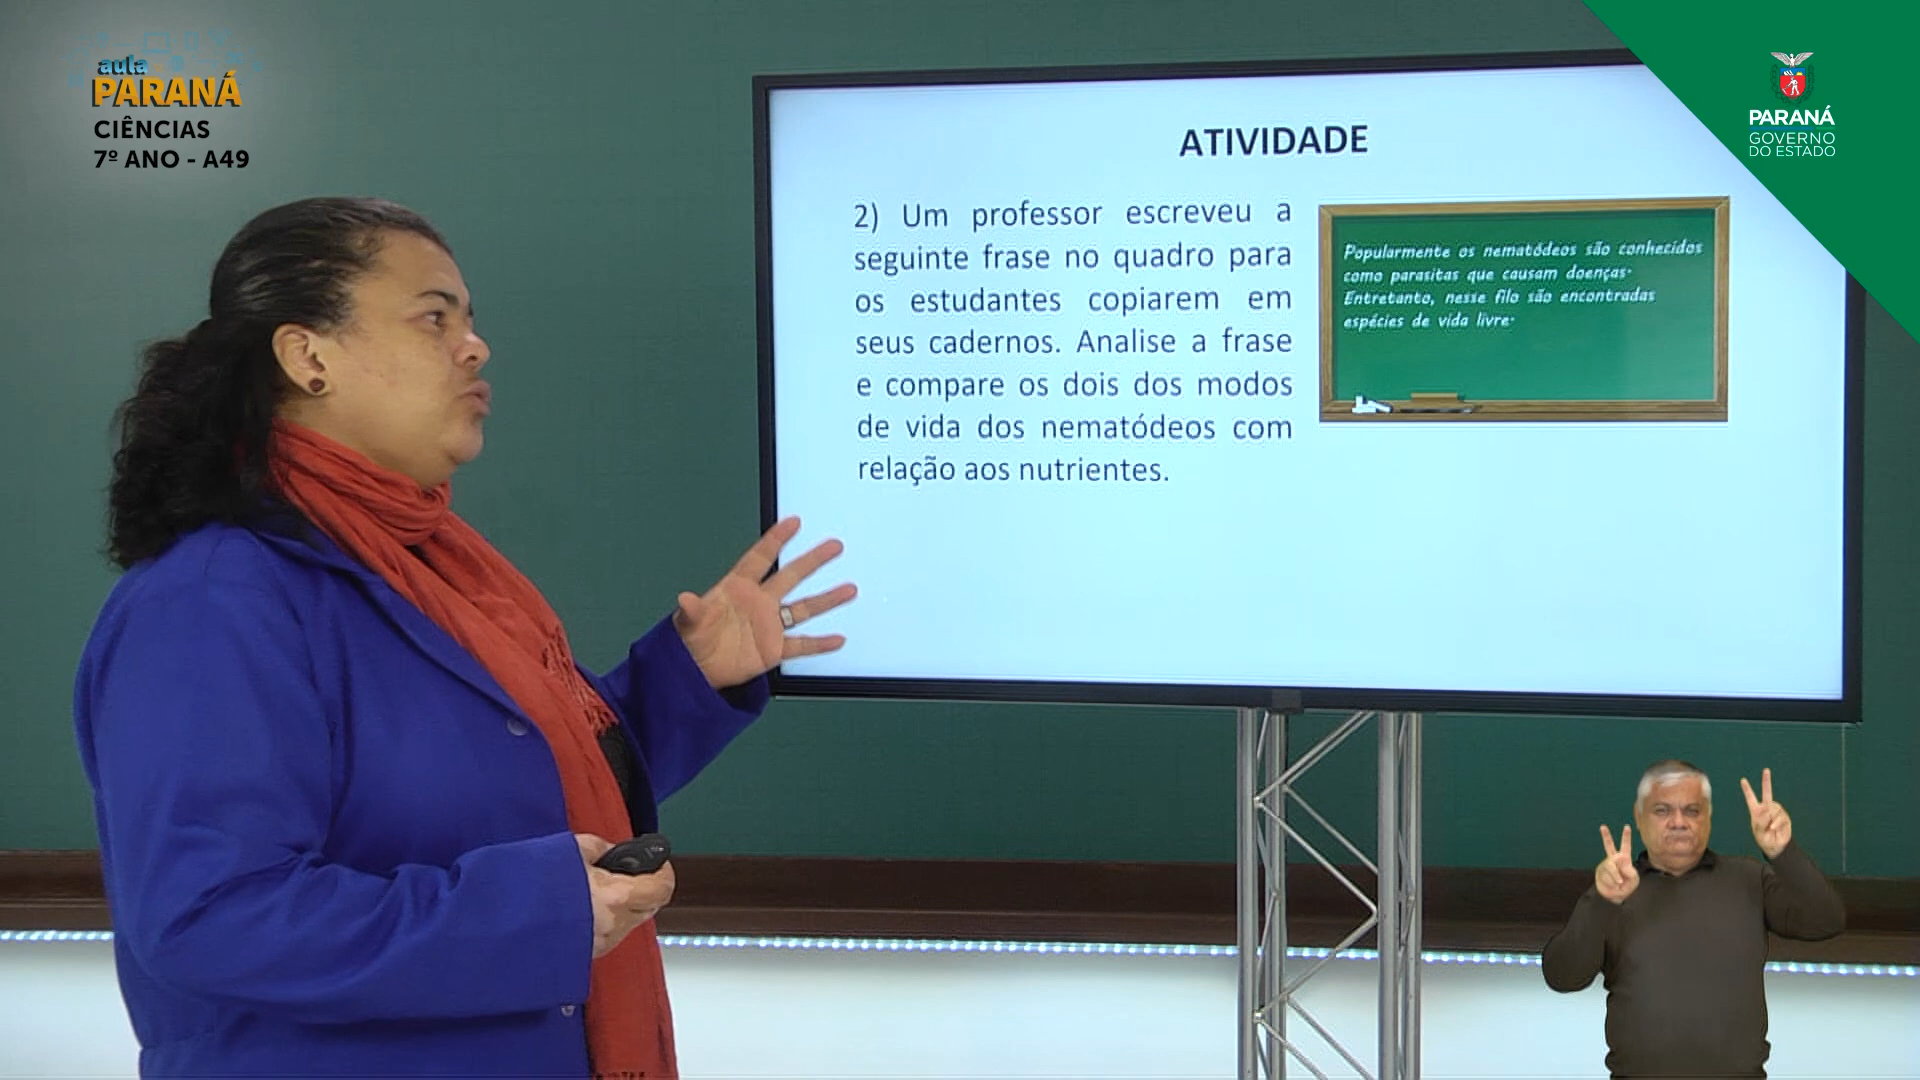 aula
PARANÁ
CIÊNCIAS
7º ANO - A49
PARANÁ
GOVERNO
DO ESTADO
ATIVIDADE
2) Um professor escreveu a
seguinte frase no quadro para
os estudantes copiarem em
seus cadernos. Analise a frase
e compare os dois dos modos
de vida dos nematódeos com
relação aos nutrientes.
Popularmente os nematódeos são conhecidos
como parasitas que causam doenças.
Entretanto, nesse filo são encontradas
espécies de vida livre.